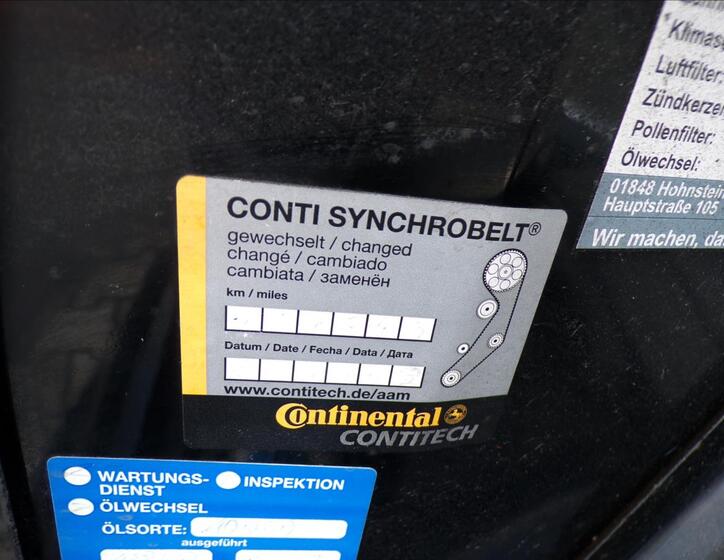 Klimas
Luftfilter:
Zündkerze
Pollenfilter:
Ölwechsel:
01848 Hohnstein
Hauptstraße 105
Wir machen, da
CONTI SYNCHROBELT®
gewechselt / changed
changé / cambiado
cambiata / заменён
km / miles
Datum / Date / Fecha / Data / Дата
www.contitech.de/aam
Continental
CONTITECH
WARTUNGS-
DIENST
INSPEKTION
ÖLWECHSEL
ÖLSORTE:
ausgeführt